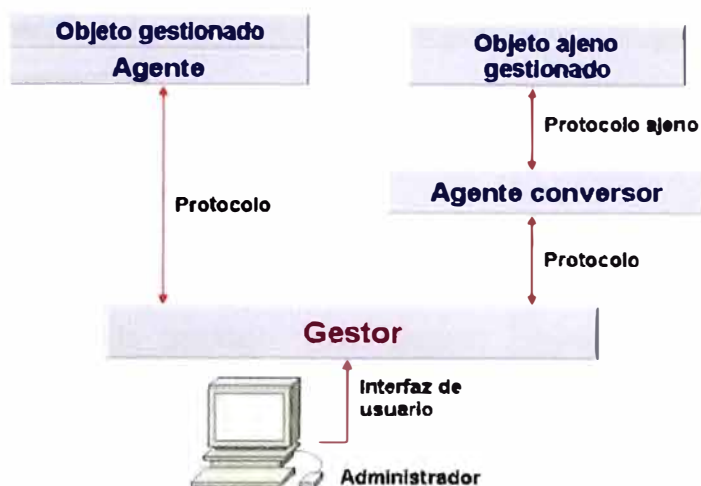 Objeto gestionado
Agente
Objeto ajeno
gestionado
Protocolo ajeno
Agente conversor
Protocolo
Protocolo
Gestor
Interfaz de
usuario
Administrador